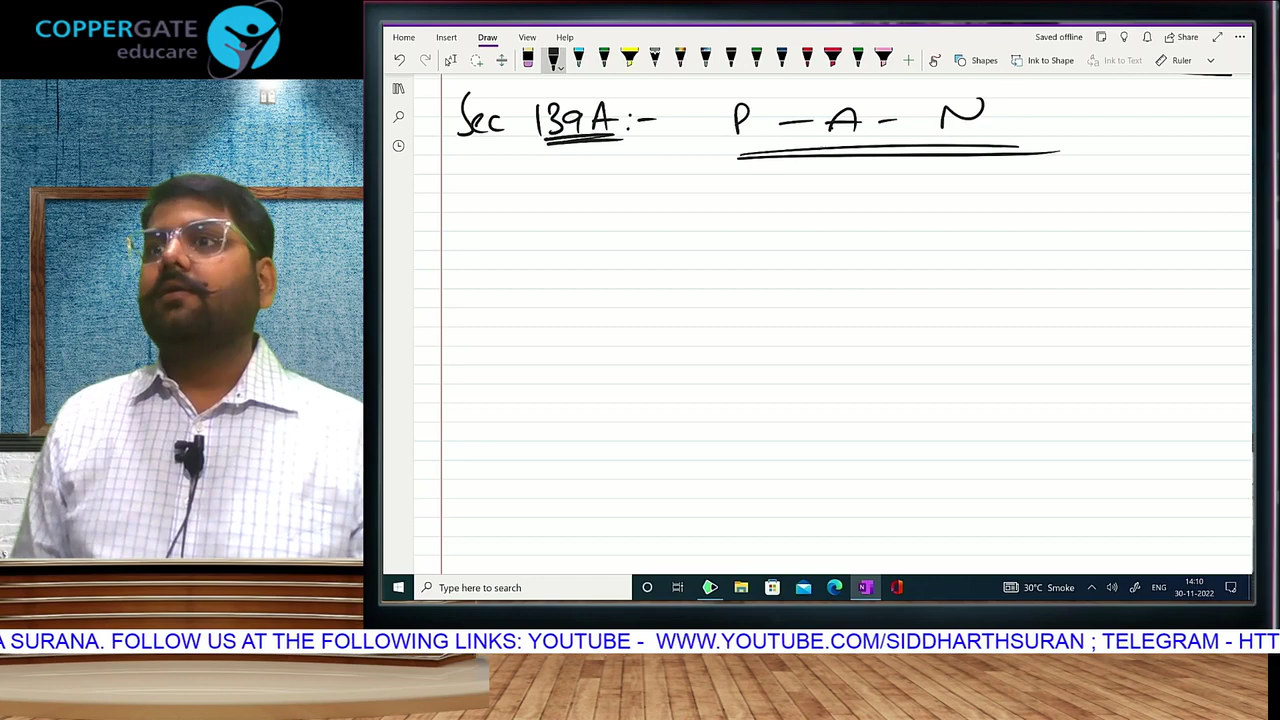 COPPERGATE
educare
Home Insert Draw View Help
Saved offline Share
Shapes Ink to Shape Ink to Text Ruler
Sec 139A:- P - A - N
Type here to search
30°C Smoke ENG 14:10
30-11-2022
A SURANA. FOLLOW US AT THE FOLLOWING LINKS: YOUTUBE - WWW.YOUTUBE.COM/SIDDHARTHSURAN ; TELEGRAM - HTT